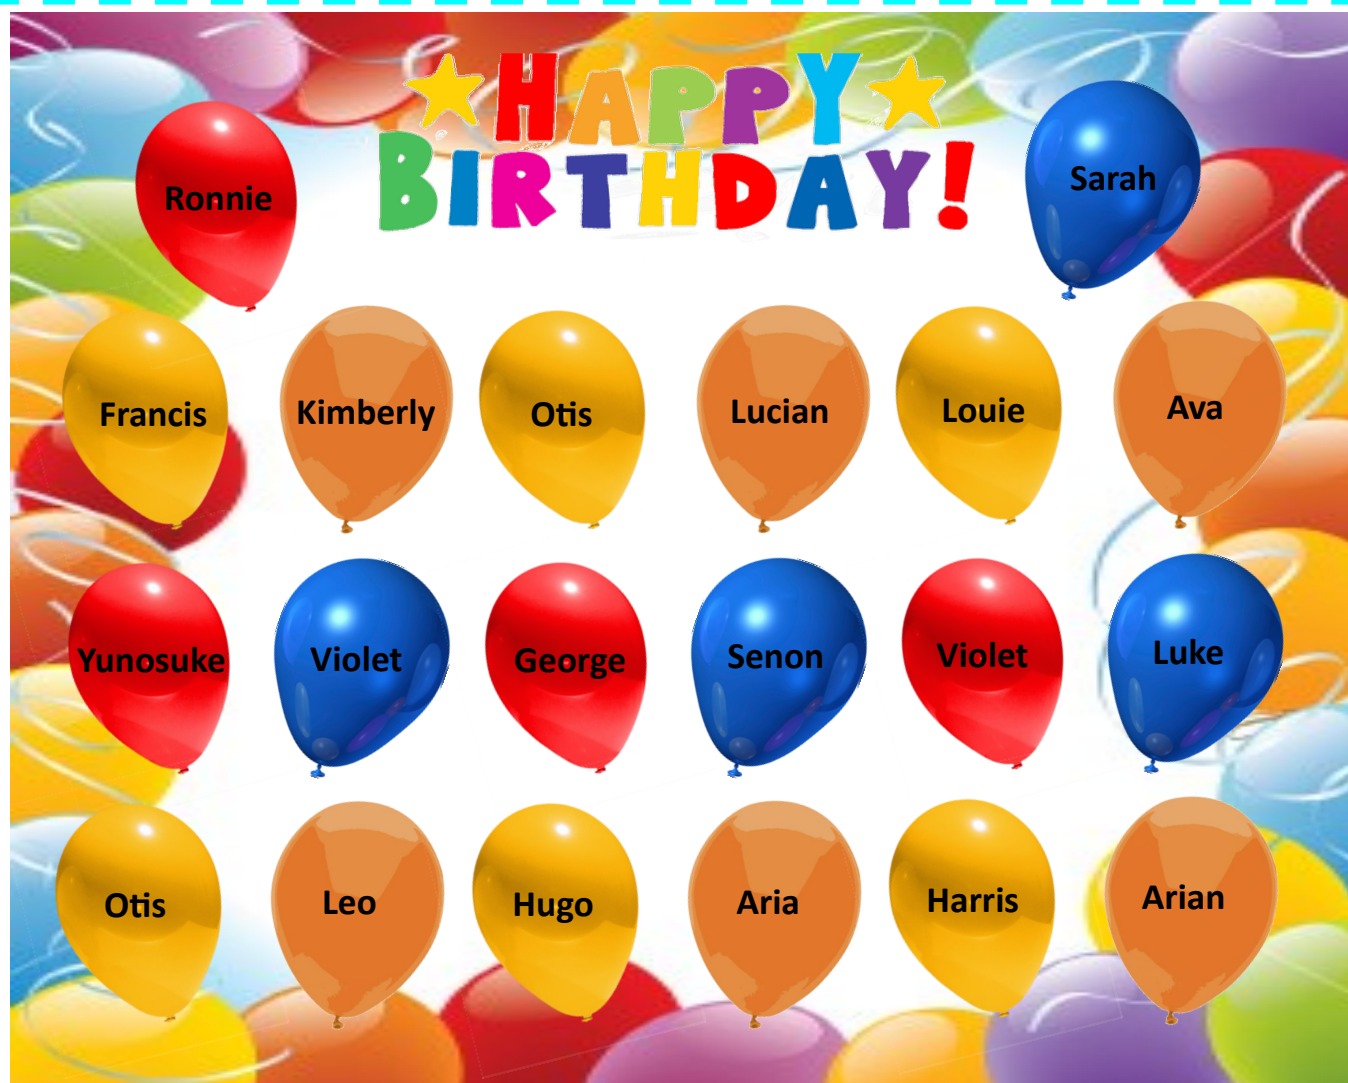 HAPPY
BIRTHDAY!
Ronnie
Sarah
Francis
Kimberly
Otis
Lucian
Louie
Ava
Yunosuke
Violet
George
Senon
Violet
Luke
Otis
Leo
Hugo
Aria
Harris
Arian